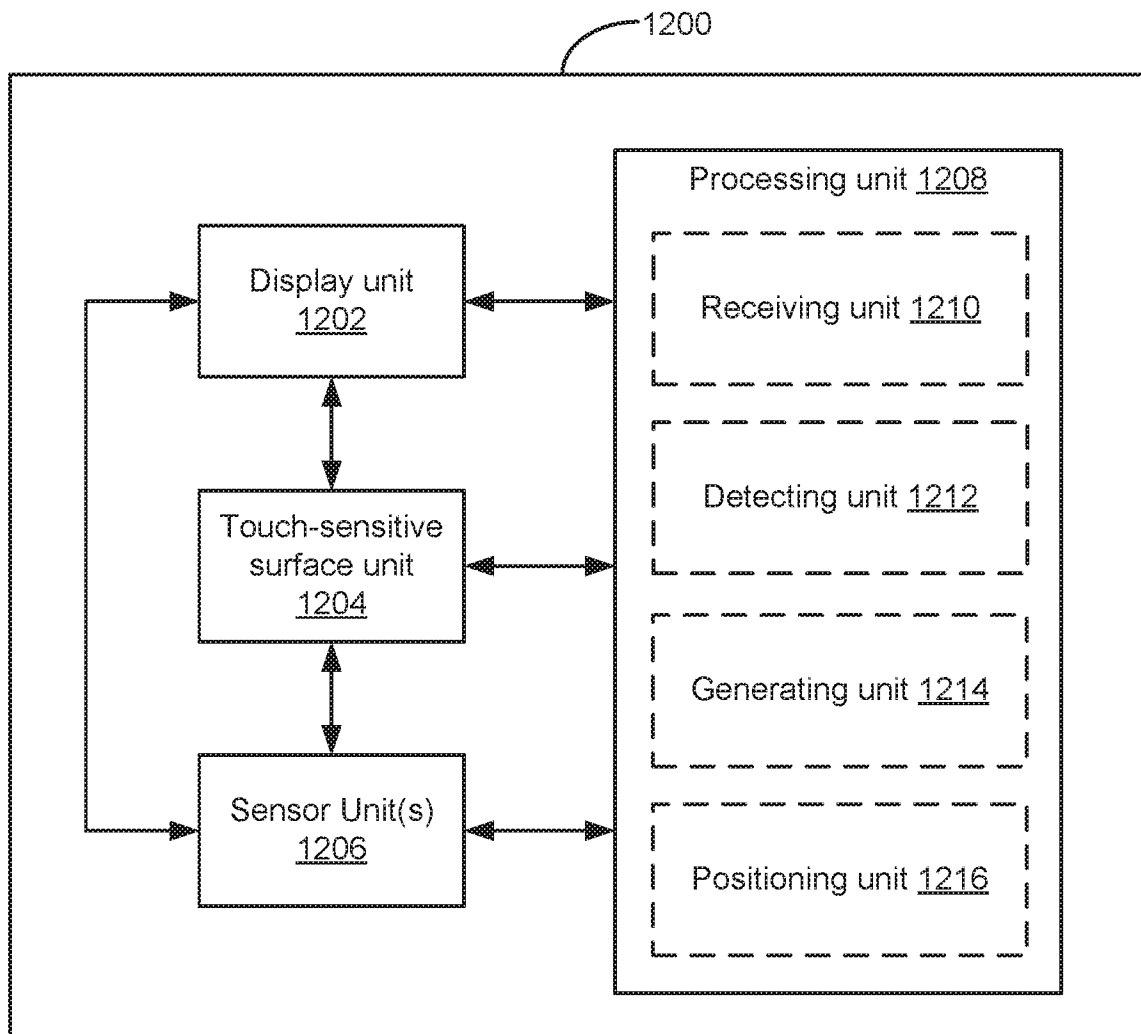 1200
Processing unit 1208
Display unit
1202
Receiving unit 1210
Touch-sensitive
surface unit
1204
Detecting unit 1212
Generating unit 1214
Sensor Unit(s)
1206
Positioning unit 1216